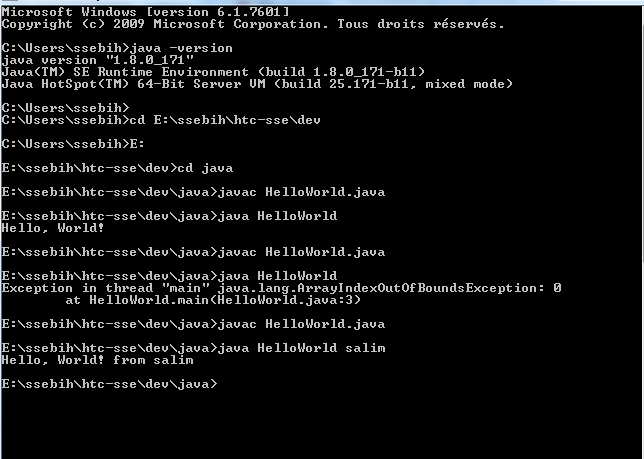 Microsoft Windows [version 6.1.7601]
Copyright (c) 2009 Microsoft Corporation. Tous droits réservés.
C:\Users\ssebih>java -version
java version "1.8.0_171"
Java(TM) SE Runtime Environment (build 1.8.0_171-b11)
Java HotSpot(TM) 64-Bit Server VM (build 25.171-b11, mixed mode)
C:\Users\ssebih>
C:\Users\ssebih>cd E:\ssebih\htc-sse\dev
C:\Users\ssebih>E:
E:\ssebih\htc-sse\dev>cd java
E:\ssebih\htc-sse\dev\java>javac HelloWorld.java
E:\ssebih\htc-sse\dev\java>java HelloWorld
Hello, World!
E:\ssebih\htc-sse\dev\java>javac HelloWorld.java
E:\ssebih\htc-sse\dev\java>java HelloWorld
Exception in thread "main" java.lang.ArrayIndexOutOfBoundsException: 0
at HelloWorld.main(HelloWorld.java:3)
E:\ssebih\htc-sse\dev\java>javac HelloWorld.java
E:\ssebih\htc-sse\dev\java>java HelloWorld salim
Hello, World! from salim
E:\ssebih\htc-sse\dev\java>